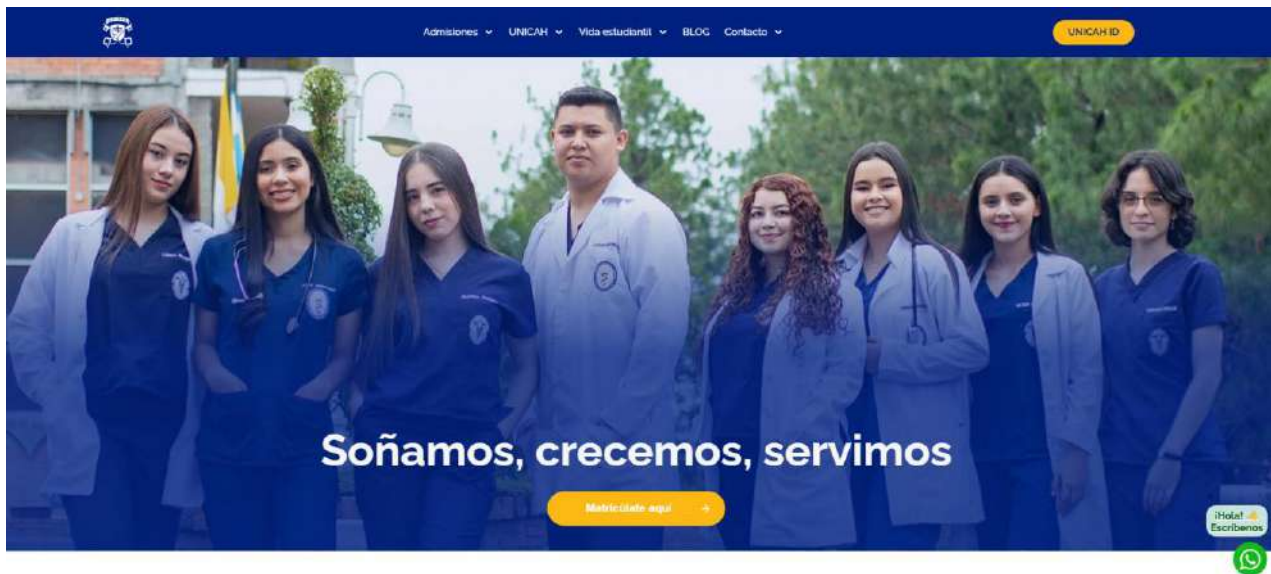 Admisiones UNICAH Vida estudiantil BLOG Contacto
UNICAH ID
Soñamos, crecemos, servimos
Matricúlate aquí
¡Hola!
Escríbenos